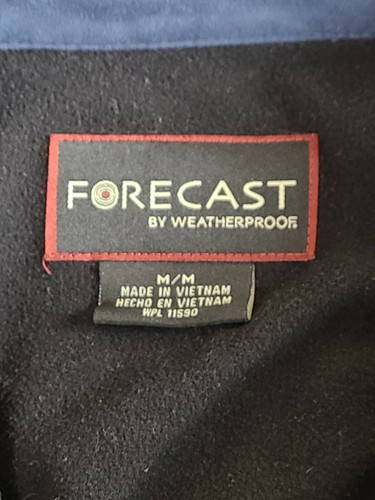 FORECAST
BY WEATHERPROOF.
M/M
MADE IN VIETNAM
HECHO EN VIETNAM
WPL 11590